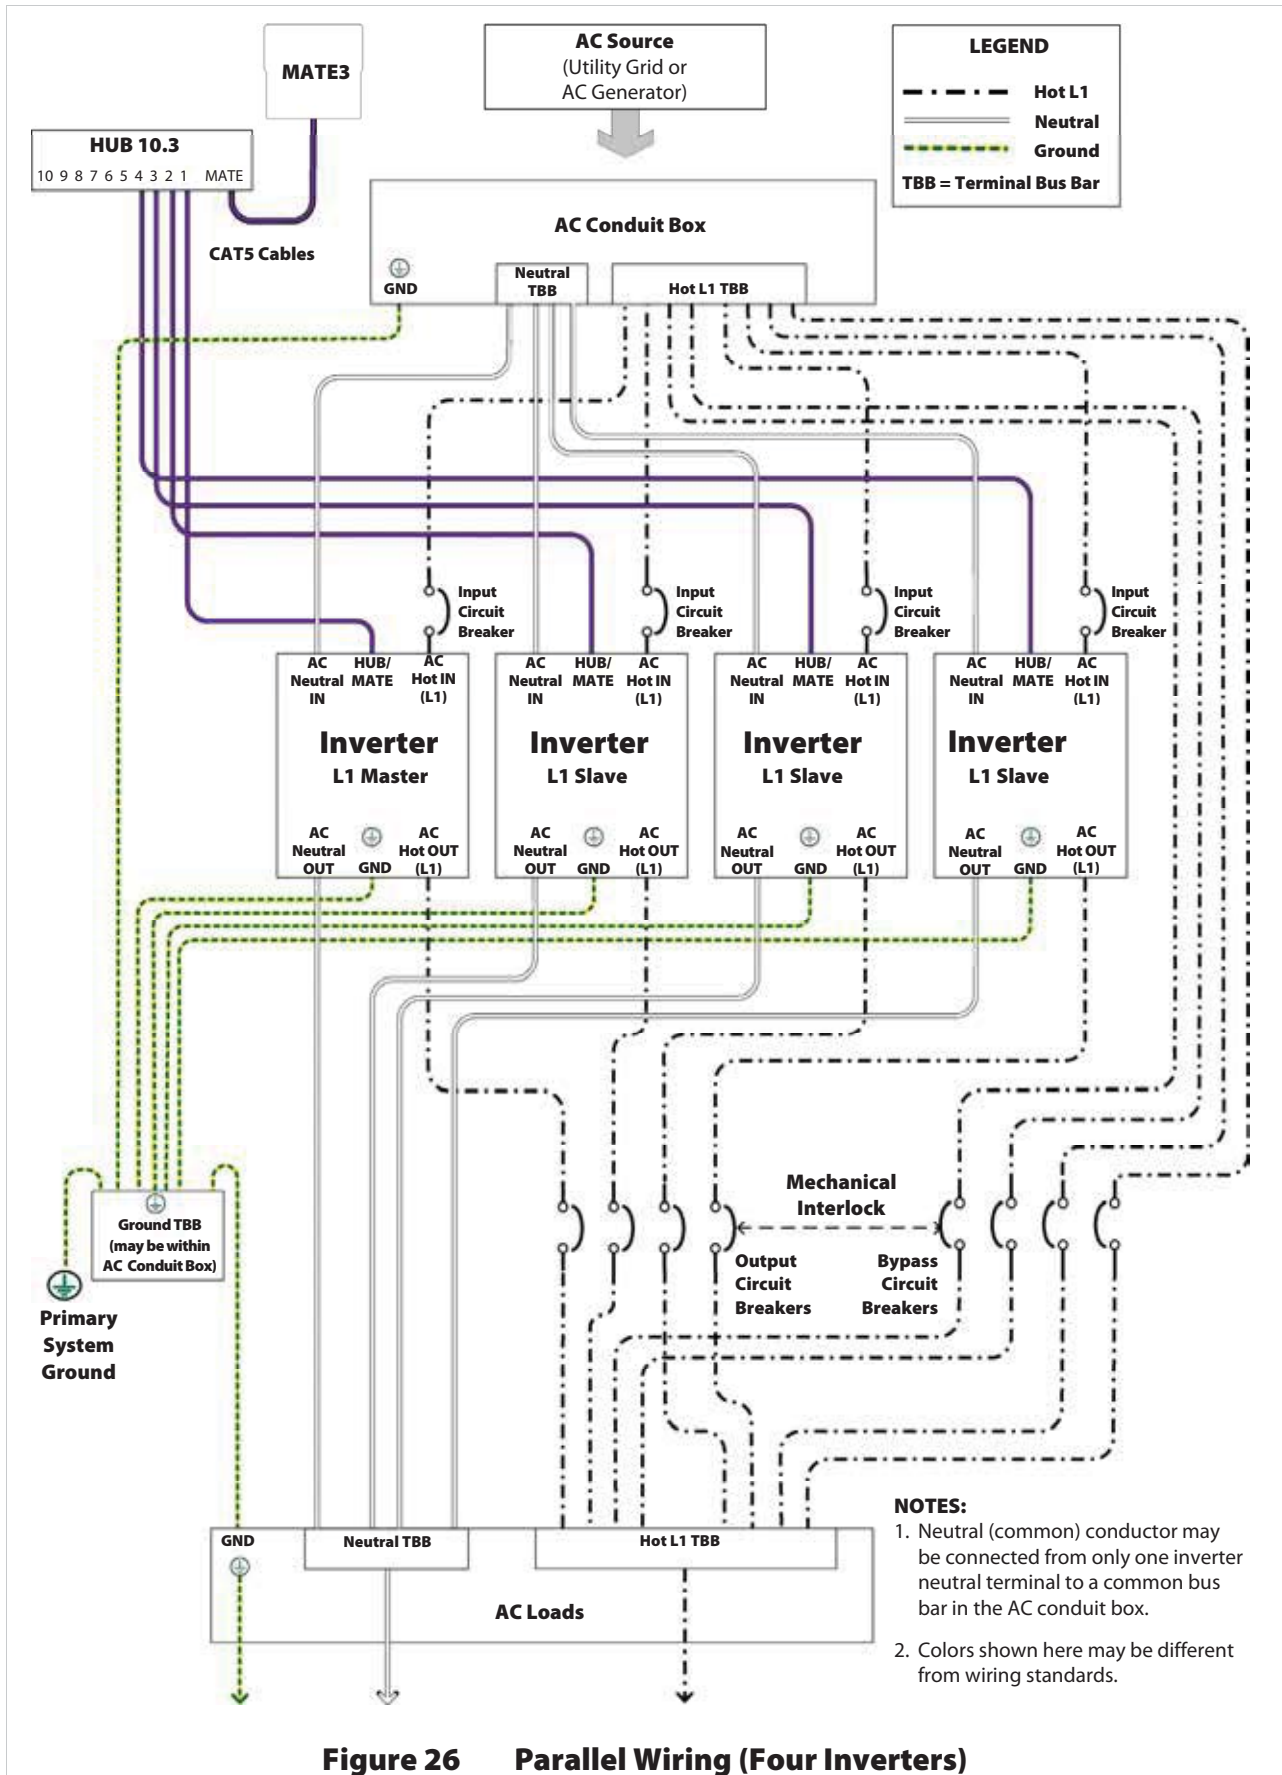 MATE3
AC Source
(Utility Grid or
AC Generator)
LEGEND
Hot L1
Neutral
Ground
TBB = Terminal Bus Bar
HUB 10.3
10 9 8 7 6 5 4 3 2 1 MATE
CAT5 Cables
AC Conduit Box
GND
Neutral
TBB
Hot L1 TBB
Input
Circuit
Breaker
Input
Circuit
Breaker
Input
Circuit
Breaker
Input
Circuit
Breaker
AC
Neutral
IN
HUB/
MATE
AC
Hot IN
(L1)
Inverter
L1 Master
AC
Neutral
OUT
GND
AC
Hot OUT
(L1)
AC
Neutral
IN
HUB/
MATE
AC
Hot IN
(L1)
Inverter
L1 Slave
AC
Neutral
OUT
GND
AC
Hot OUT
(L1)
AC
Neutral
IN
HUB/
MATE
AC
Hot IN
(L1)
Inverter
L1 Slave
AC
Neutral
OUT
GND
AC
Hot OUT
(L1)
AC
Neutral
IN
HUB/
MATE
AC
Hot IN
(L1)
Inverter
L1 Slave
AC
Neutral
OUT
GND
AC
Hot OUT
(L1)
Mechanical
Interlock
Output
Circuit
Breakers
Bypass
Circuit
Breakers
Ground TBB
(may be within
AC Conduit Box)
Primary
System
Ground
GND
Neutral TBB
Hot L1 TBB
AC Loads
NOTES:
1. Neutral (common) conductor may
be connected from only one inverter
neutral terminal to a common bus
bar in the AC conduit box.
2. Colors shown here may be different
from wiring standards.
Figure 26 Parallel Wiring (Four Inverters)